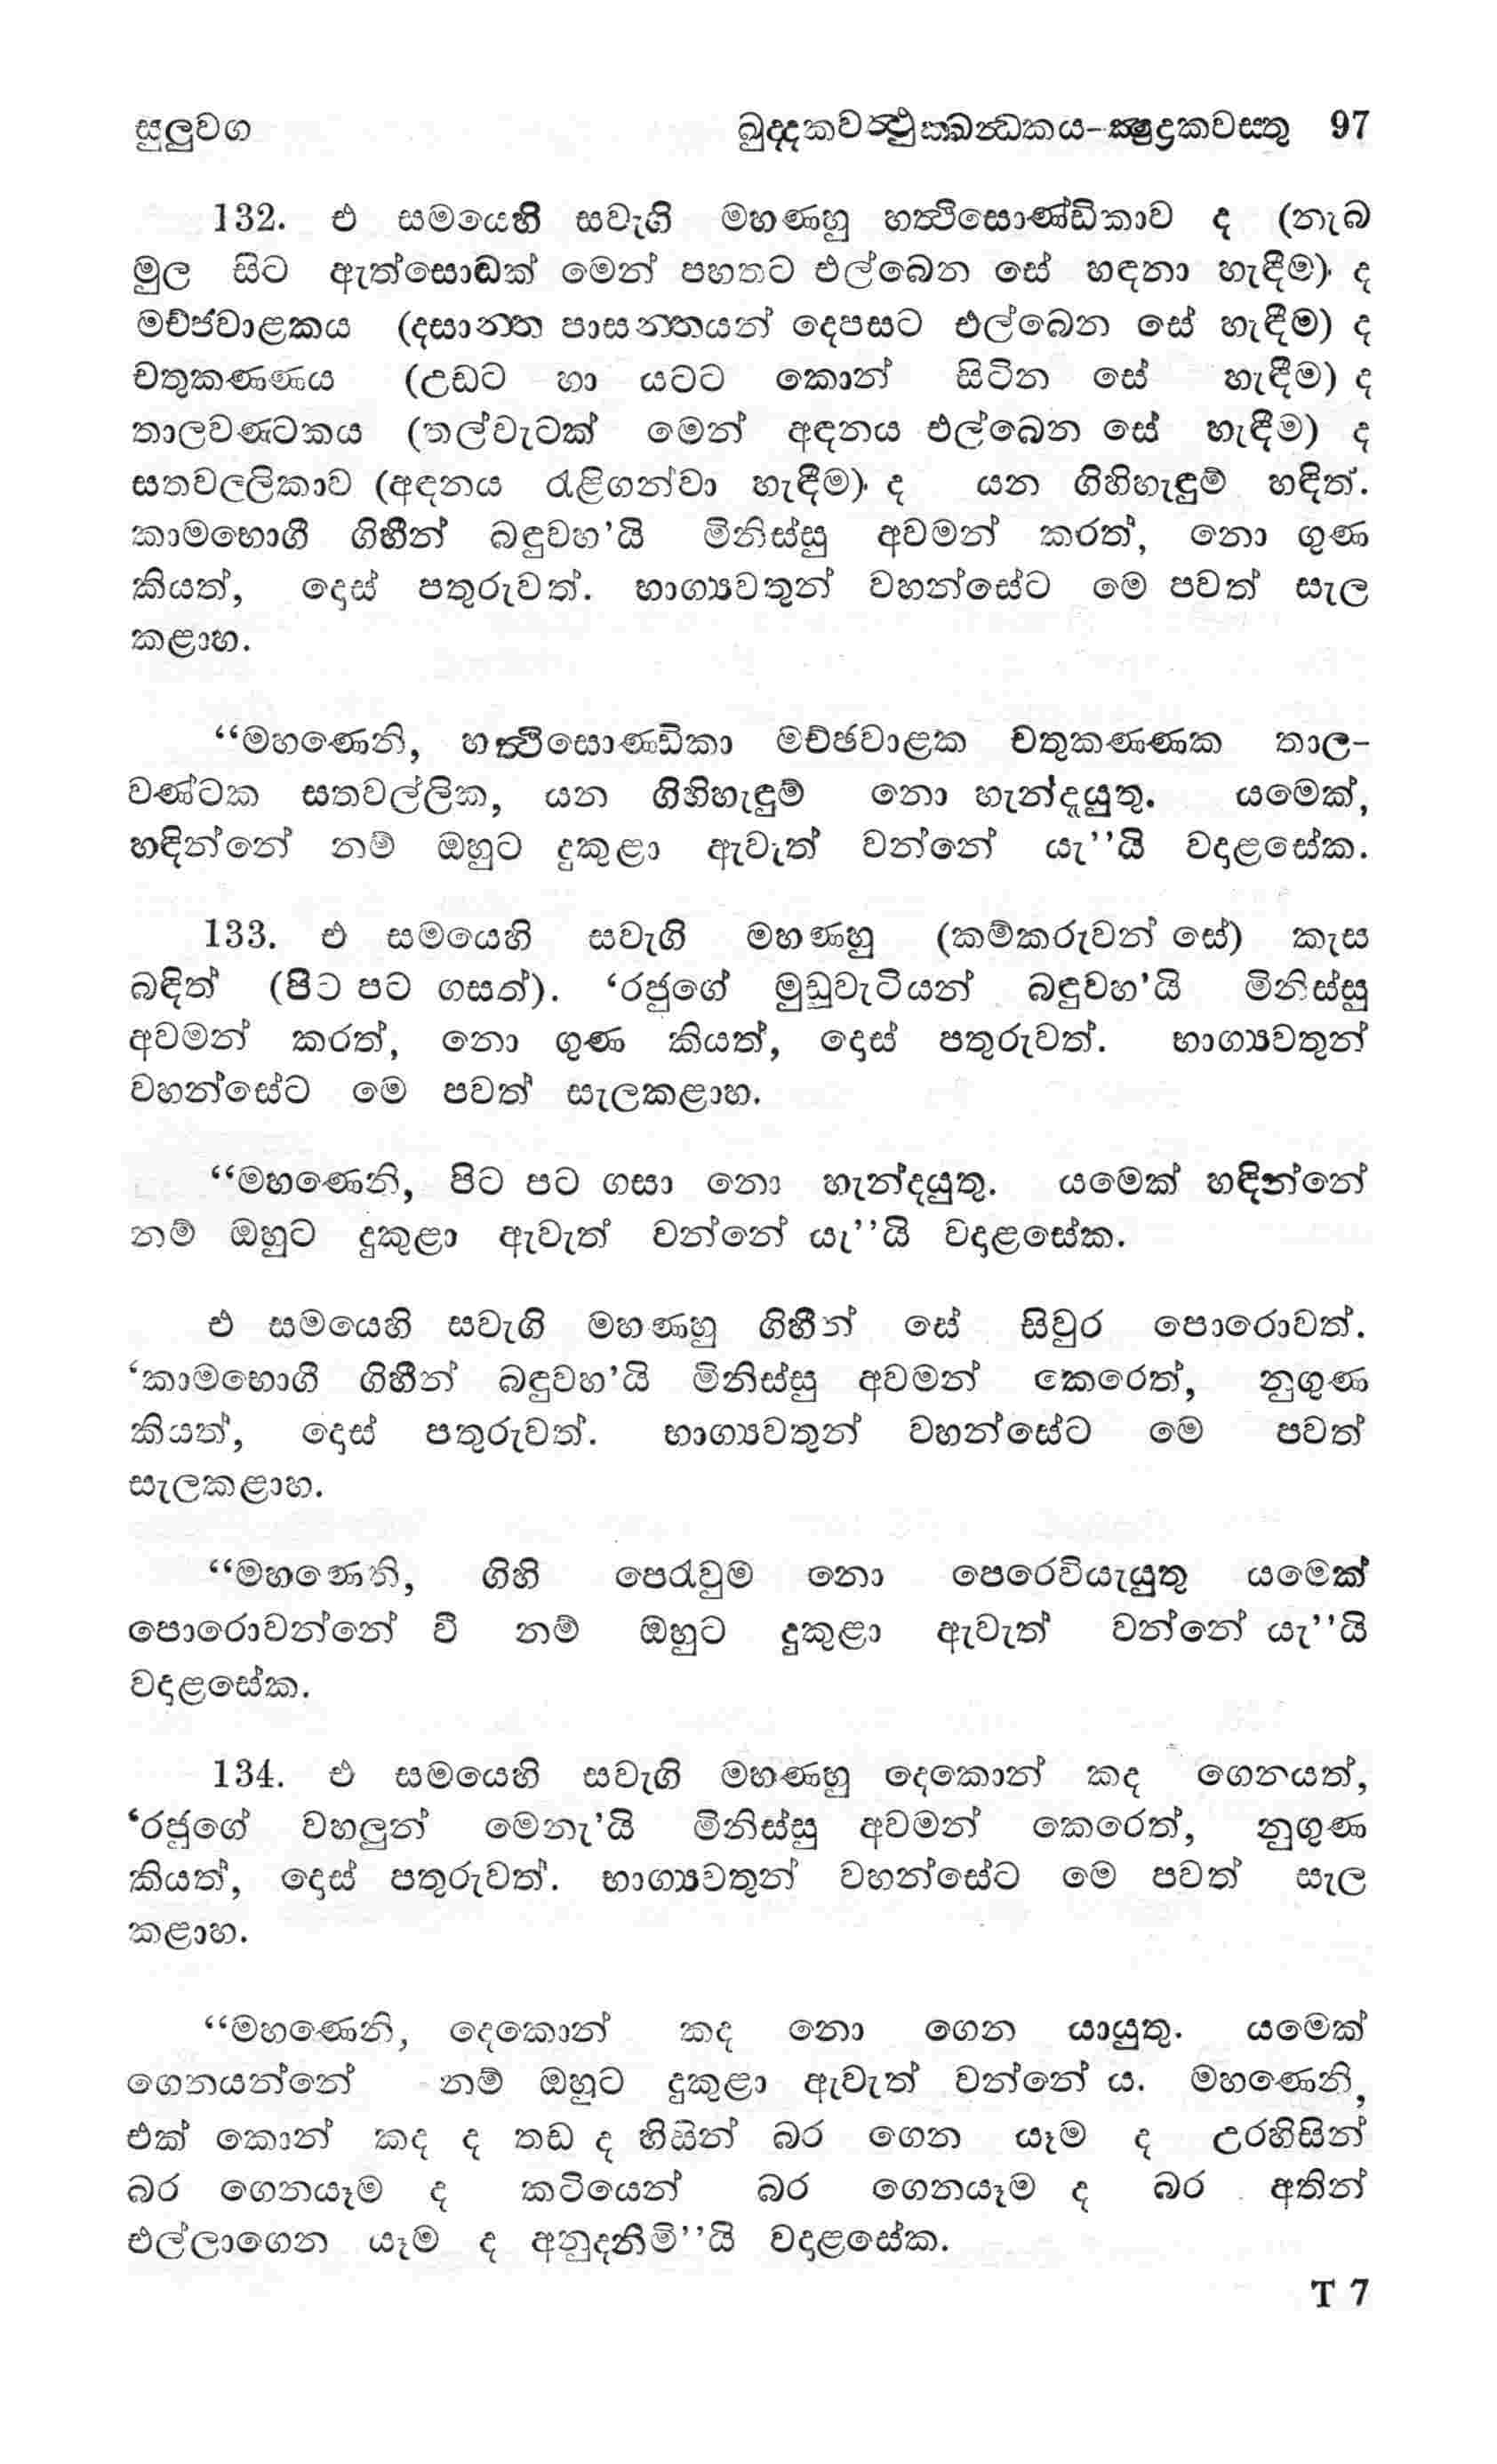 සුලුවග ඛුද්දකවත්ථුක්ඛන්ධකය-ක්ෂුද්‍රකවස්තු 97
132. එ සමයෙහි සවැගි මහණහු හත්ථිසොණ්ඩිකාව ද (නැබ
මුල සිට ඇත්සොඬක් මෙන් පහතට එල්බෙන සේ හඳනා හැඳීම) ද
මච්ඡවාළකය (දසාන්ත පාසන්තයන් දෙපසට එල්බෙන සේ හැඳීම) ද
චතුකණ්ණය (උඩට හා යටට කොන් සිටින සේ හැඳීම) ද
තාලවණ්ටකය (තල්වැටක් මෙන් අඳනය එල්බෙන සේ හැඳීම) ද
සතවල්ලිකාව (අඳනය රැළිගන්වා හැඳීම) ද යන ගිහිහැඳුම් හඳිත්.
කාමභොගී ගිහීන් බඳුවහ’යි මිනිස්සු අවමන් කරත්, නො ගුණ
කියත්, දොස් පතුරුවත්. භාග්‍යවතුන් වහන්සේට මෙ පවත් සැල
කළාහ.
“මහණෙනි, හත්ථිසොණ්ඩිකා මච්ඡවාළක චතුකණ්ණක තාල-
වණ්ටක සතවල්ලික, යන ගිහිහැඳුම් නො හැන්දයුතු. යමෙක්,
හඳින්නේ නම් ඔහුට දුකුළා ඇවැත් වන්නේ යැ”යි වදාළසේක.
133. එ සමයෙහි සවැගි මහණහු (කම්කරුවන් සේ) කැස
බඳිත් (පිට පට ගසත්). ‘රජුගේ මුඩුවැටියන් බඳුවහ’යි මිනිස්සු
අවමන් කරත්, නො ගුණ කියත්, දොස් පතුරුවත්. භාග්‍යවතුන්
වහන්සේට මෙ පවත් සැලකළාහ.
“මහණෙනි, පිට පට ගසා නො හැන්දයුතු. යමෙක් හඳින්නේ
නම් ඔහුට දුකුළා ඇවැත් වන්නේ යැ”යි වදාළසේක.
එ සමයෙහි සවැගි මහණහු ගිහීන් සේ සිවුර පොරොවත්.
‘කාමභොගී ගිහීන් බඳුවහ’යි මිනිස්සු අවමන් කෙරෙත්, නුගුණ
කියත්, දොස් පතුරුවත්. භාග්‍යවතුන් වහන්සේට මෙ පවත්
සැලකළාහ.
“මහණෙනි, ගිහි පෙරැවුම නො පෙරෙවියැයුතු යමෙක්
පොරොවන්නේ වී නම් ඔහුට දුකුළා ඇවැත් වන්නේ යැ”යි
වදාළසේක.
134. එ සමයෙහි සවැගි මහණහු දෙකොන් කද ගෙනයත්,
‘රජුගේ වහලුන් මෙනැ’යි මිනිස්සු අවමන් කෙරෙත්, නුගුණ
කියත්, දොස් පතුරුවත්. භාග්‍යවතුන් වහන්සේට මෙ පවත් සැල
කළාහ.
“මහණෙනි, දෙකොන් කද නො ගෙන යායුතු. යමෙක්
ගෙනයන්නේ නම් ඔහුට දුකුළා ඇවැත් වන්නේ ය. මහණෙනි,
එක් කොන් කද ද තඩ ද හිසින් බර ගෙන යෑම ද උරහිසින්
බර ගෙනයෑම ද කටියෙන් බර ගෙනයෑම ද බර අතින්
එල්ලාගෙන යෑම ද අනුදනිමි”යි වදාළසේක.
T 7